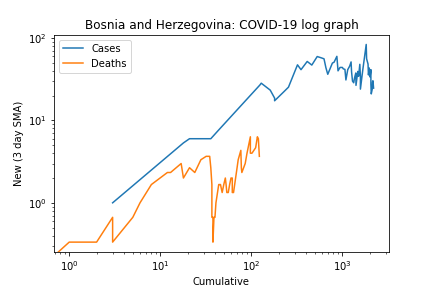 Bosnia and Herzegovina: COVID-19 log graph
Cases
Deaths
New (3 day SMA)
10²
10¹
10⁰
10⁰ 10¹ 10² 10³
Cumulative